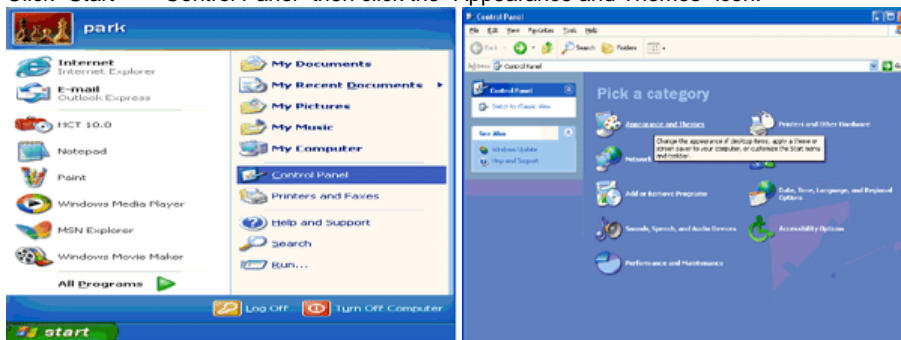 Click "Start" --- "Control Panel" then click the "Appearance and Themes" icon.
park
Internet
Internet Explorer
E-mail
Outlook Express
HCT 10.0
Notepad
Paint
Windows Media Player
MSN Explorer
Windows Movie Maker
All Programs
My Documents
My Recent Documents
My Pictures
My Music
My Computer
Control Panel
Printers and Faxes
Help and Support
Search
Run...
Log Off
Turn Off Computer
start
Control Panel
File Edit View Favorites Tools Help
Back Search Folders
Address Control Panel
Control Panel
Switch to Classic View
See Also
Windows Update
Help and Support
Pick a category
Appearance and Themes
Printers and Other Hardware
Change the appearance of desktop items, apply a theme or
screen saver to your computer, or customize the Start menu
and taskbar.
Network
Add or Remove Programs
Date, Time, Language, and Regional
Options
Sounds, Speech, and Audio Devices
Accessibility Options
Performance and Maintenance